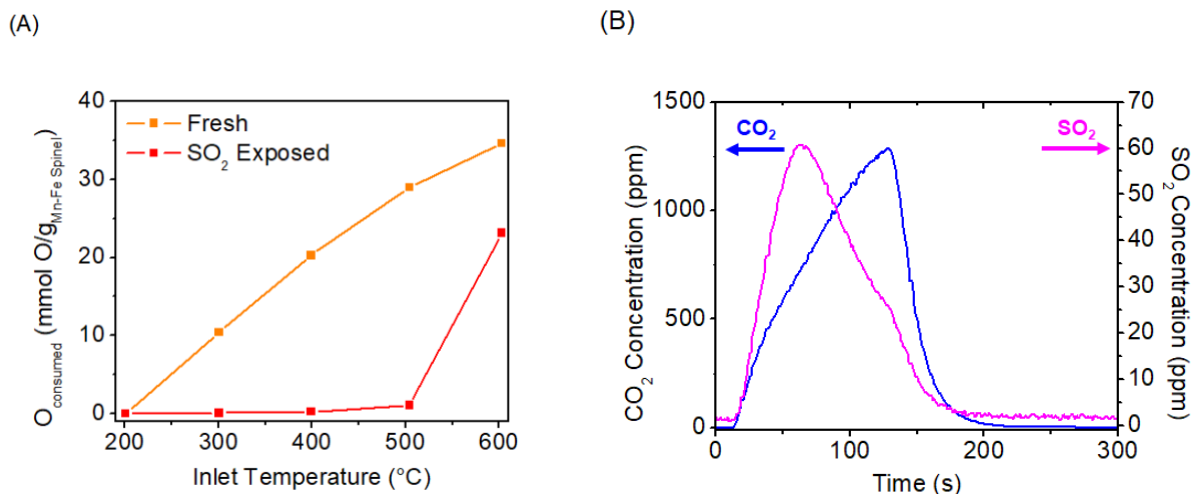 (A)
O consumed (mmol O/g Mn-Fe Spinel)
40
30
20
10
0
Fresh
SO2 Exposed
200 300 400 500 600
Inlet Temperature (°C)
(B)
CO2 Concentration (ppm)
1500
1000
500
0
CO2
SO2
70
60
50
40
30
20
10
0
SO2 Concentration (ppm)
0 100 200 300
Time (s)